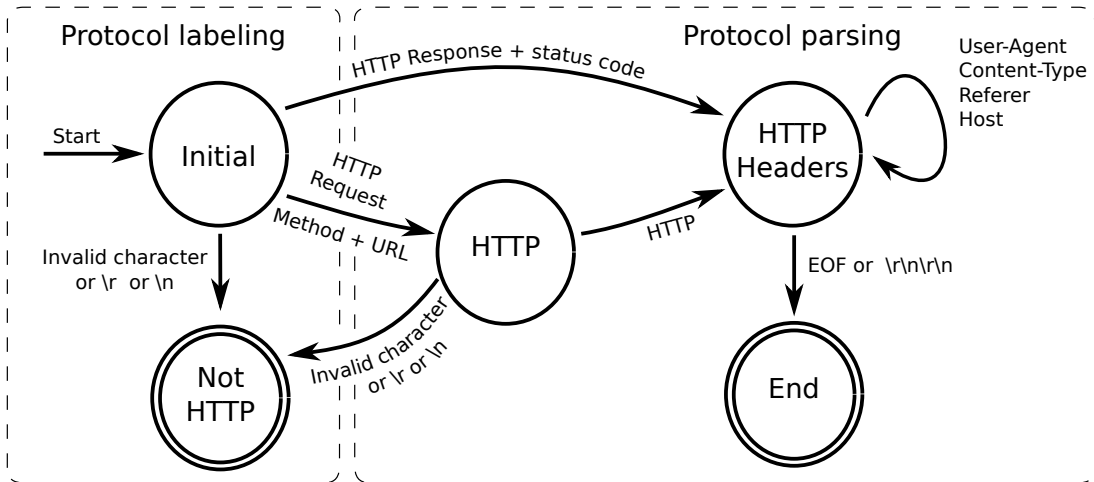 Protocol labeling
Protocol parsing
HTTP Response + status code
User-Agent
Content-Type
Referer
Host
Start
Initial
HTTP
Headers
HTTP
Request
Method + URL
HTTP
HTTP
Invalid character
or \r  or \n
EOF or  \r\n\r\n
Invalid character
or \r or \n
Not
HTTP
End